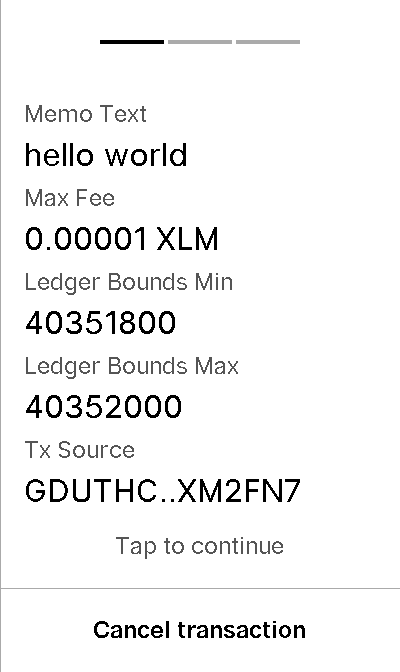 Memo Text
hello world
Max Fee
0.00001 XLM
Ledger Bounds Min
40351800
Ledger Bounds Max
40352000
Tx Source
GDUTHC..XM2FN7
Tap to continue
Cancel transaction